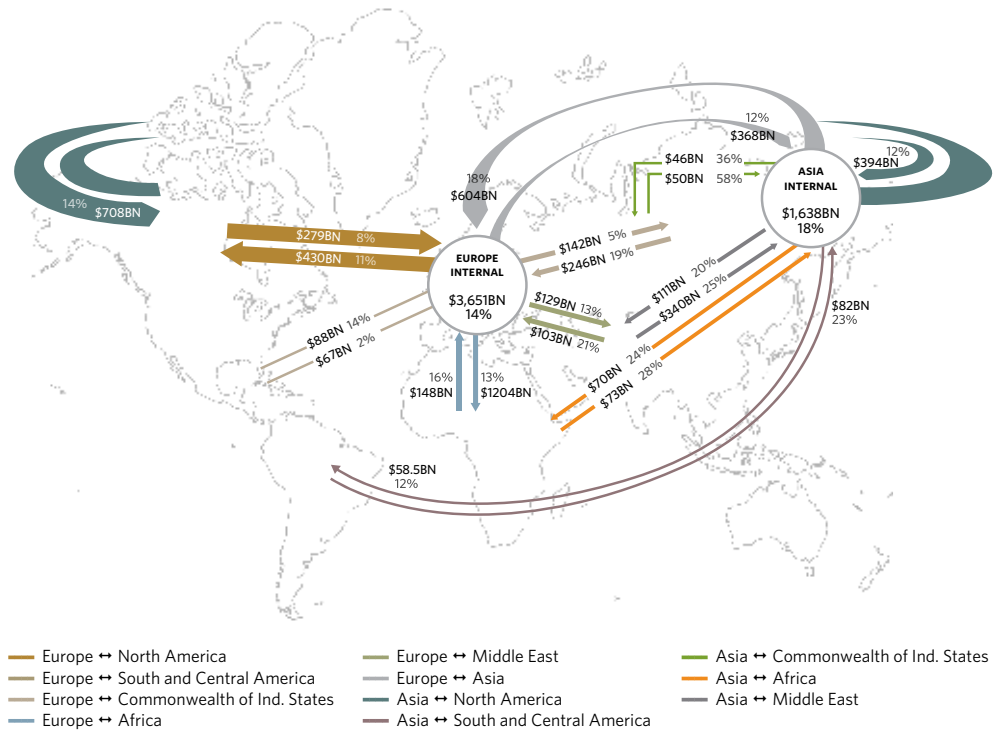 12%
$368BN
$46BN 36%
$50BN 58%
12%
$394BN
ASIA
INTERNAL
$1,638BN
18%
18%
$604BN
14% $708BN
$279BN 8%
$430BN 11%
EUROPE
INTERNAL
$3,651BN
14%
$142BN 5%
$246BN 19%
$111BN 20%
$340BN 25%
$129BN 13%
$103BN 21%
$82BN
23%
$88BN 14%
$67BN 2%
$70BN 24%
$73BN 28%
16%
$148BN
13%
$1204BN
$58.5BN
12%
Europe ↔ North America
Europe ↔ South and Central America
Europe ↔ Commonwealth of Ind. States
Europe ↔ Africa
Europe ↔ Middle East
Europe ↔ Asia
Asia ↔ North America
Asia ↔ South and Central America
Asia ↔ Commonwealth of Ind. States
Asia ↔ Africa
Asia ↔ Middle East